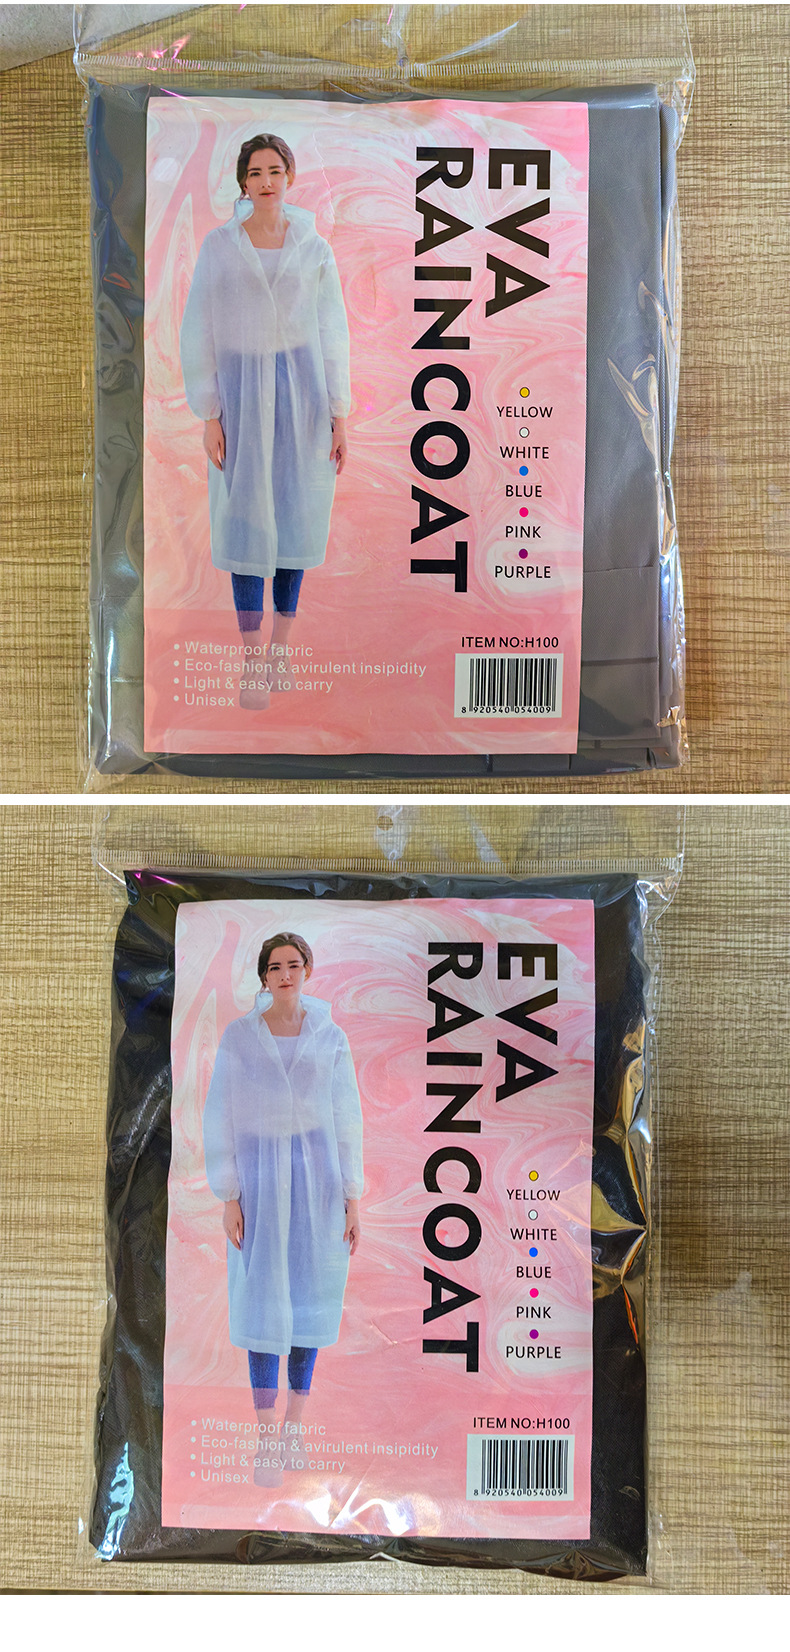 EVA
RAINCOAT
YELLOW
WHITE
BLUE
PINK
PURPLE
• Waterproof fabric
• Eco-fashion & avirulent insipidity
• Light & easy to carry
• Unisex
ITEM NO:H100
8 920540 054009
EVA
RAINCOAT
YELLOW
WHITE
BLUE
PINK
PURPLE
• Waterproof fabric
• Eco-fashion & avirulent insipidity
• Light & easy to carry
• Unisex
ITEM NO:H100
8 920540 054009